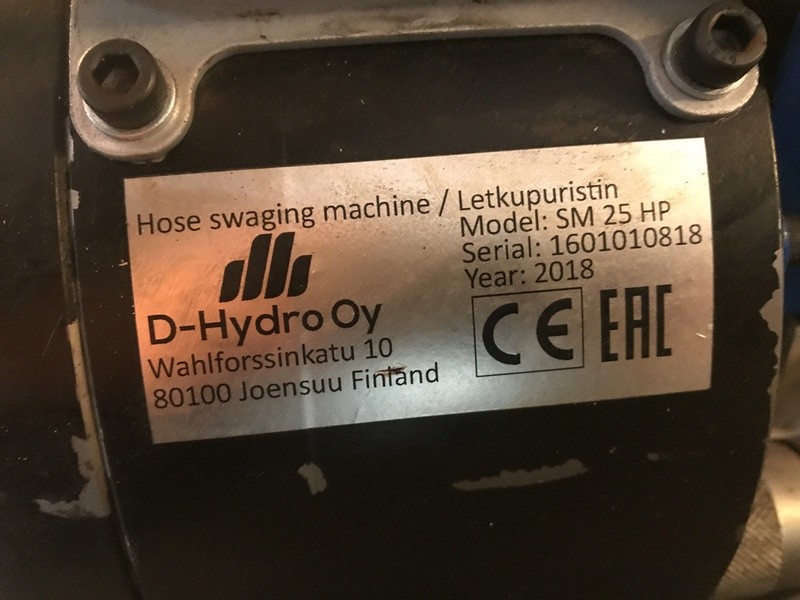 Hose swaging machine / Letkupuristin
Model: SM 25 HP
Serial: 1601010818
Year: 2018
D-Hydro Oy
Wahlforssinkatu 10
80100 Joensuu Finland
CE EAC